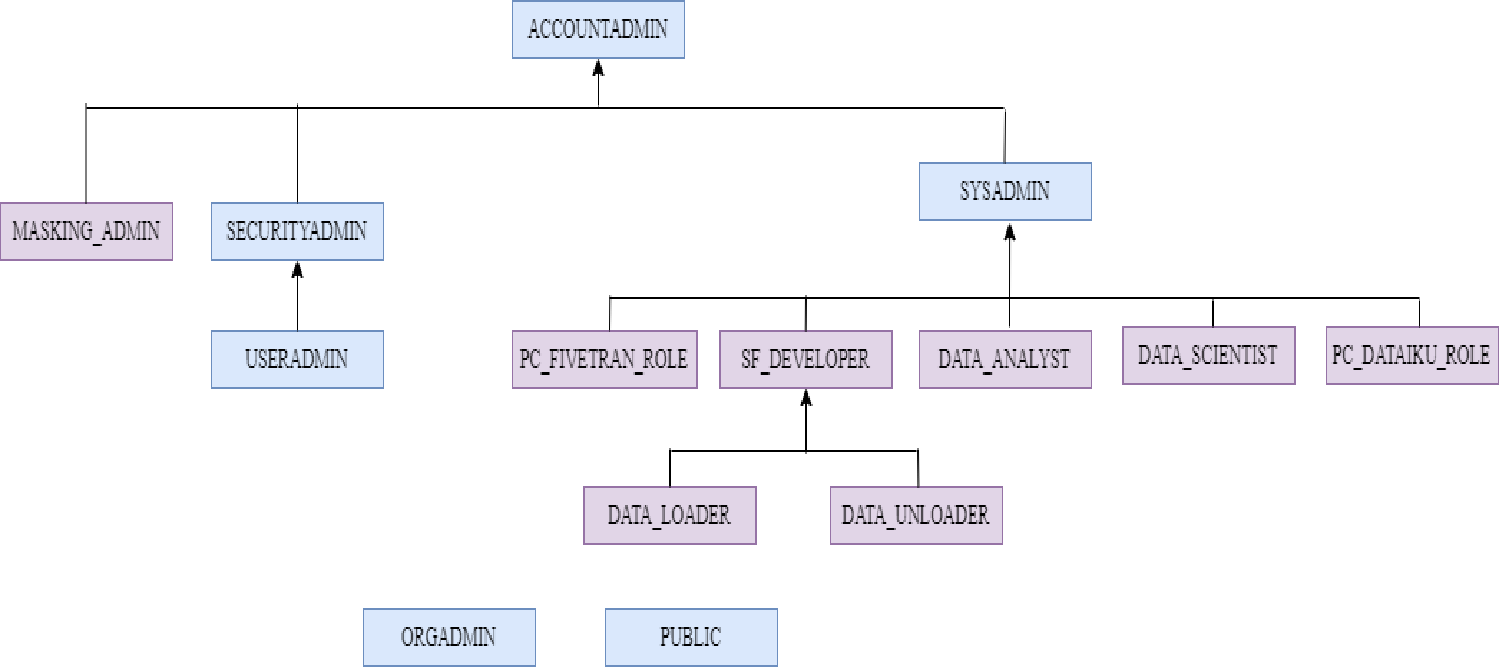 ACCOUNTADMIN
SYSADMIN
MASKING_ADMIN
SECURITYADMIN
USERADMIN
PC_FIVETRAN_ROLE
SF_DEVELOPER
DATA_ANALYST
DATA_SCIENTIST
PC_DATAIKU_ROLE
DATA_LOADER
DATA_UNLOADER
ORGADMIN
PUBLIC